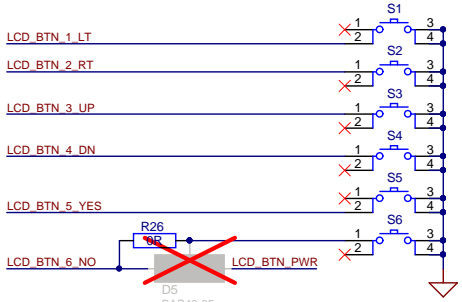 S1
1 3
LCD_BTN_1_LT 2 4
S2
LCD_BTN_2_RT 1 3
2 4
S3
LCD_BTN_3_UP 1 3
2 4
S4
LCD_BTN_4_DN 1 3
2 4
S5
1 3
LCD_BTN_5_YES 2 4
R26 S6
0R 1 3
2 4
LCD_BTN_6_NO LCD_BTN_PWR
D5